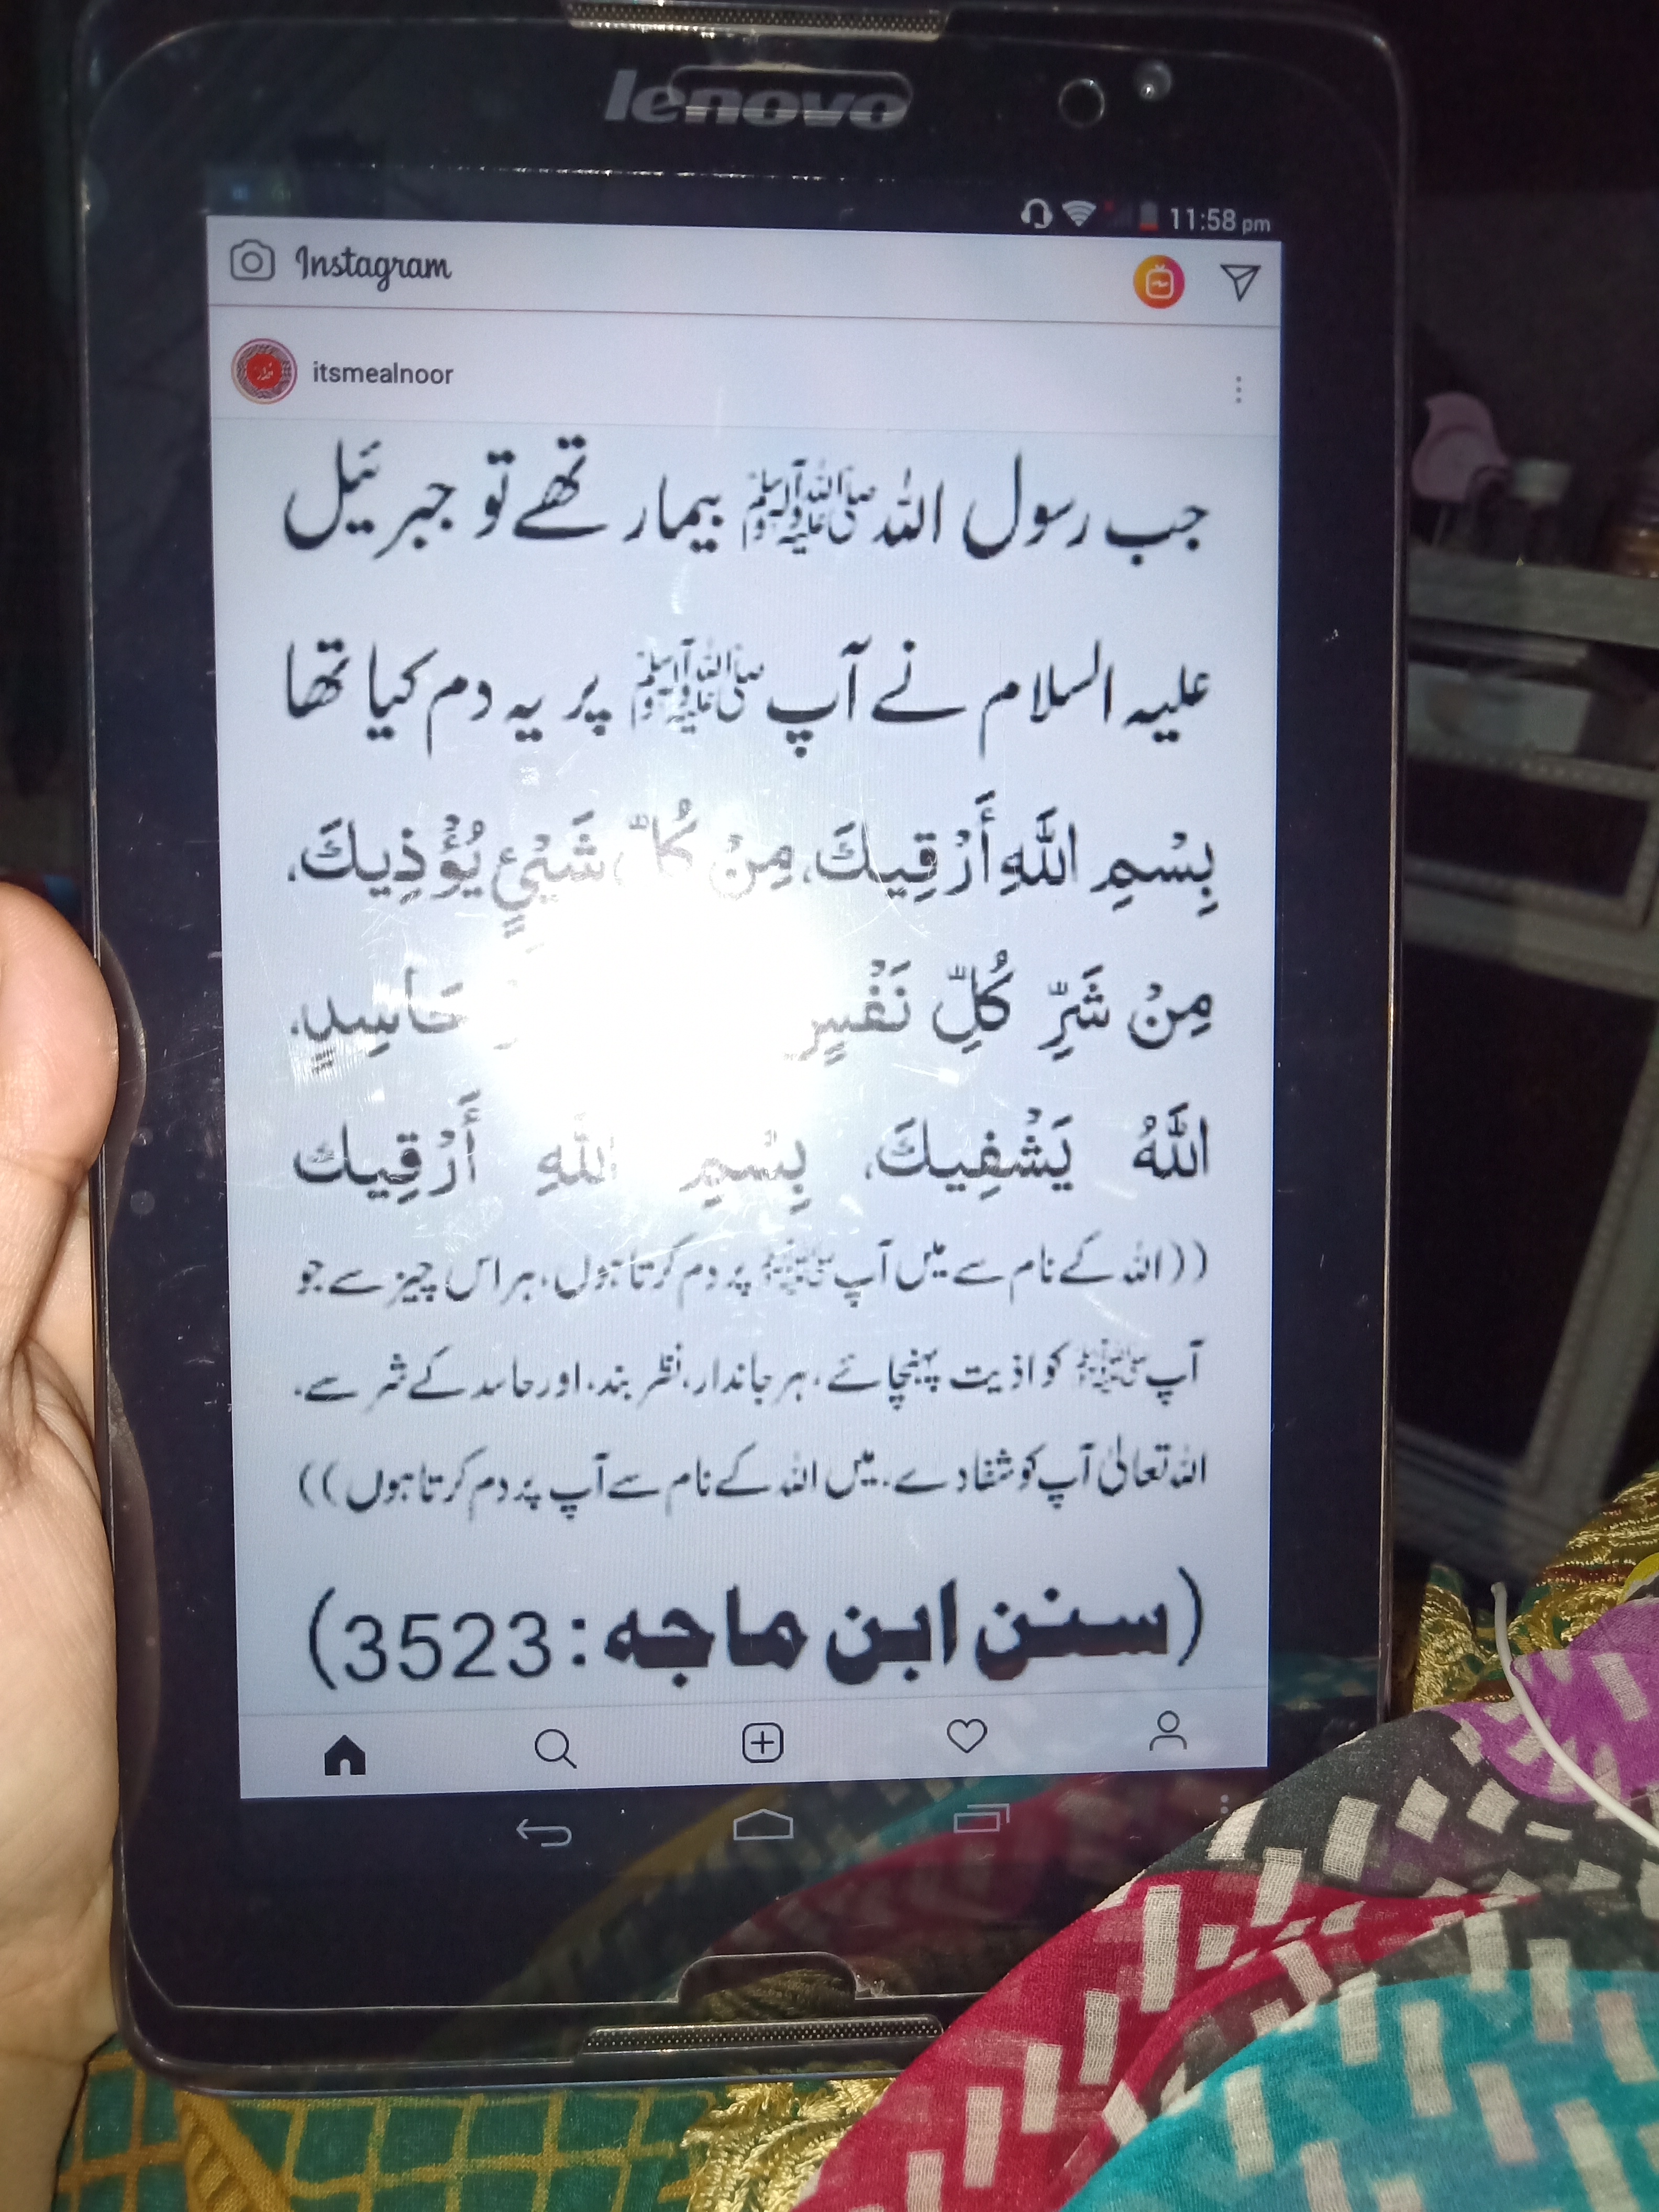 lenovo
11:58 pm
Instagram
itsmealnoor
جب رسول اللہ ﷺ بیمار تھے تو جبرئیل
علیہ السلام نے آپ ﷺ پر یہ دم کیا تھا
بِسْمِ اللَّهِ أَرْقِيكَ، مِنْ كُلِّ شَيْئٍ يُؤْذِيكَ،
مِنْ شَرِّ كُلِّ نَفْسٍ حَاسِدٍ،
اللَّهُ يَشْفِيكَ، بِسْمِ اللَّهِ أَرْقِيك
((اللہ کے نام سے میں آپ ﷺ پر دم کرتا ہوں، ہر اس چیز سے جو
آپ ﷺ کو اذیت پہنچائے، ہر جاندار، نظر بند، اور حاسد کے شر سے،
اللہ تعالیٰ آپ کو شفا دے، میں اللہ کے نام سے آپ پر دم کرتا ہوں))
(سنن ابن ماجہ: 3523)